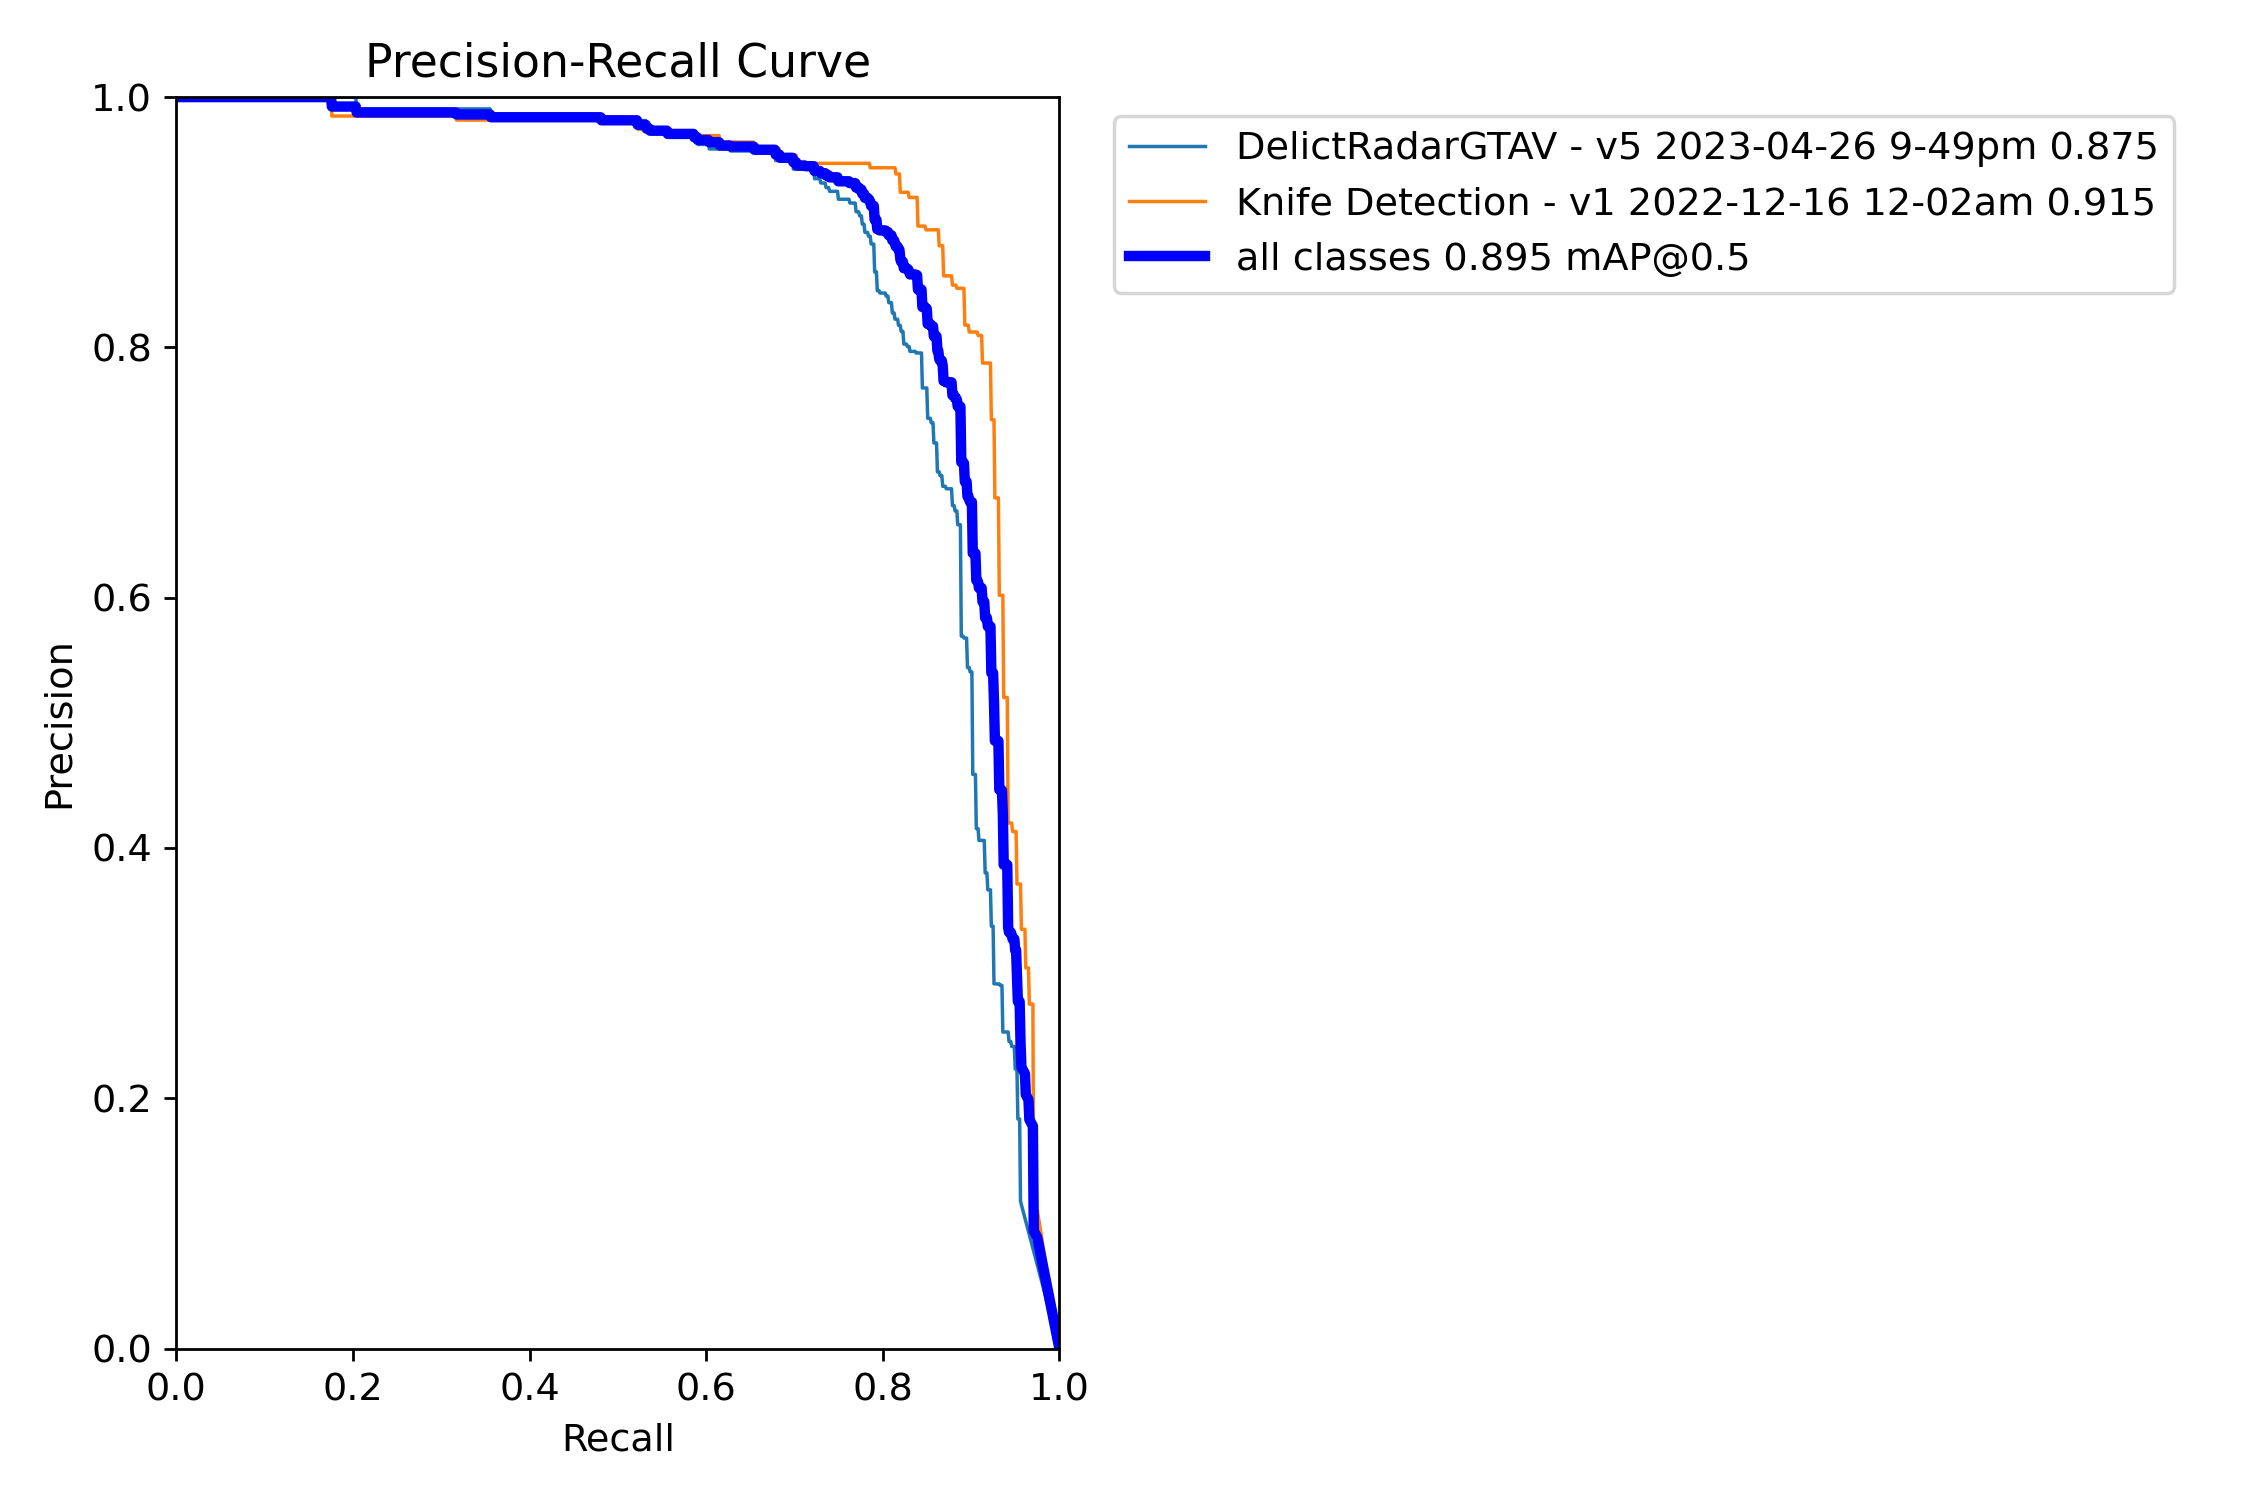 Precision-Recall Curve
1.0
0.8
0.6
0.4
0.2
0.0
Precision
0.0 0.2 0.4 0.6 0.8 1.0
Recall
DelictRadarGTAV - v5 2023-04-26 9-49pm 0.875
Knife Detection - v1 2022-12-16 12-02am 0.915
all classes 0.895 mAP@0.5